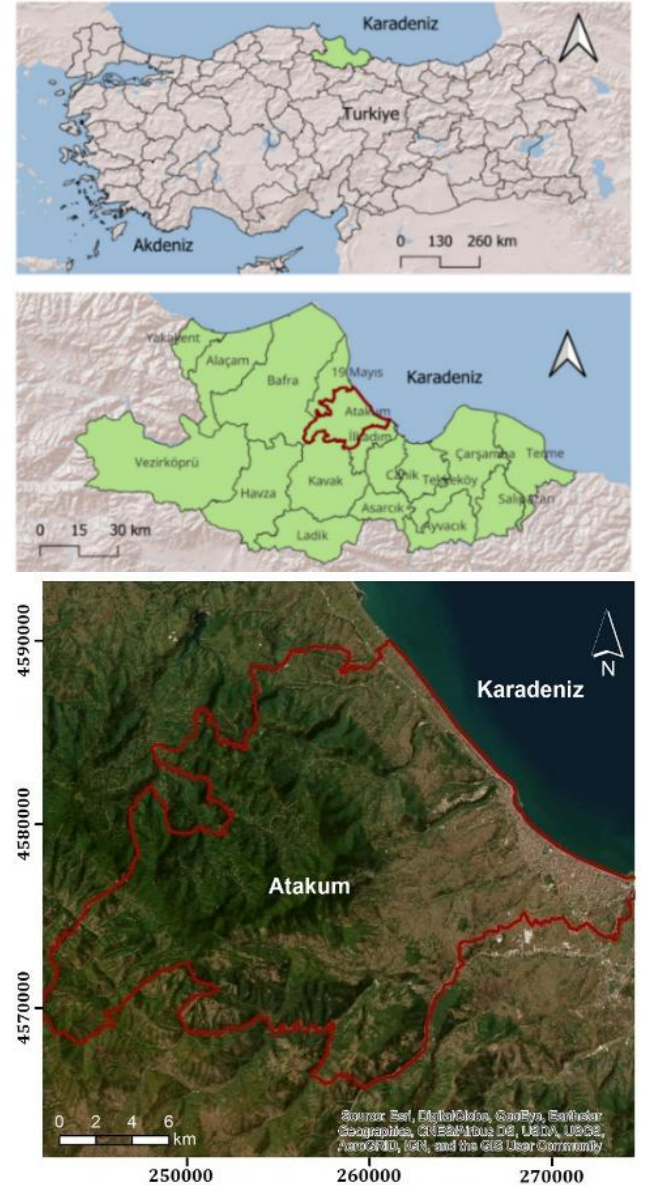 Karadeniz
Turkiye
Akdeniz
0 130 260 km
Yakakent
Alaçam
Bafra
19 Mayıs
Karadeniz
Atakum
İlkadım
Vezirköprü
Havza
Kavak
Canik
Tekkeköy
Çarşamba
Terme
Salıpazarı
Asarcık
Ayvacık
Ladik
0 15 30 km
4590000
4580000
4570000
Karadeniz
N
Atakum
0 2 4 6
km
Source: Esri, DigitalGlobe, GeoEye, Earthstar
Geographics, CNES/Airbus DS, USDA, USGS,
AeroGRID, IGN, and the GIS User Community
250000 260000 270000